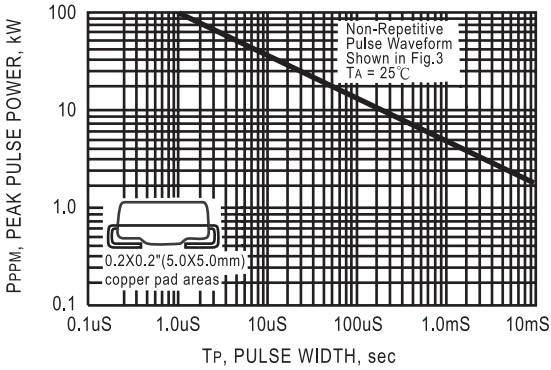 PPPM, PEAK PULSE POWER, kW
100
10
1.0
0.1
Non-Repetitive
Pulse Waveform
Shown in Fig.3
TA = 25℃
0.2X0.2"(5.0X5.0mm)
copper pad areas
0.1uS 1.0uS 10uS 100uS 1.0mS 10mS
TP, PULSE WIDTH, sec